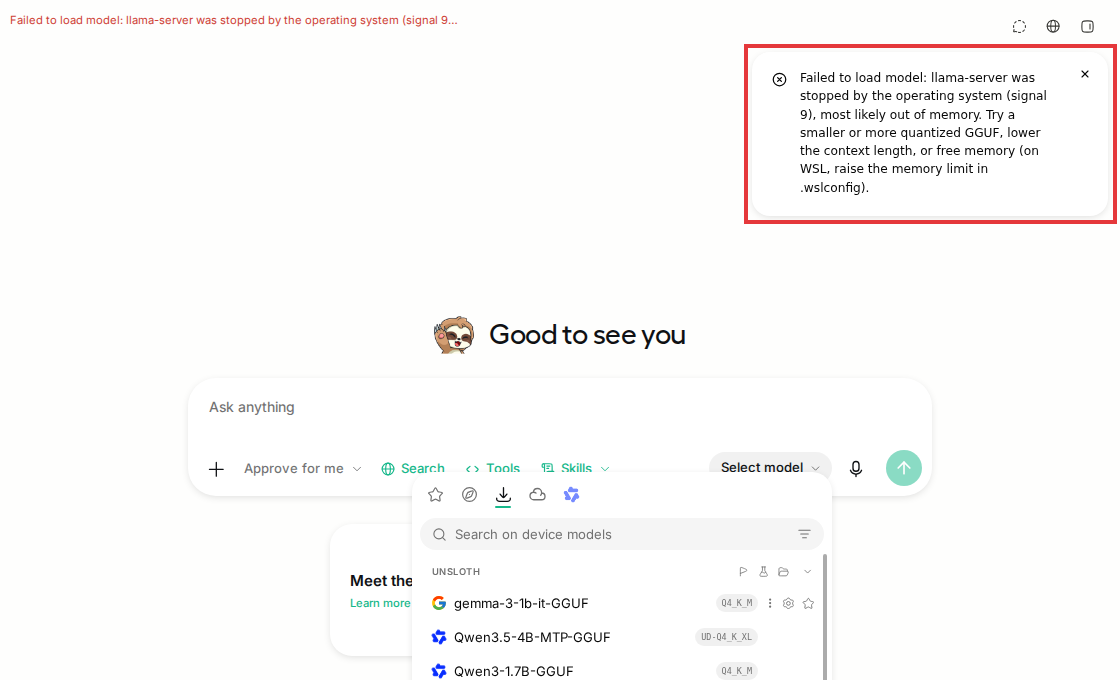 Failed to load model: llama-server was stopped by the operating system (signal 9...
Failed to load model: llama-server was
stopped by the operating system (signal
9), most likely out of memory. Try a
smaller or more quantized GGUF, lower
the context length, or free memory (on
WSL, raise the memory limit in
.wslconfig).
Good to see you
Ask anything
Approve for me
Search
Tools
Skills
Select model
Search on device models
Meet the
Learn more
UNSLOTH
gemma-3-1b-it-GGUF Q4_K_M
Qwen3.5-4B-MTP-GGUF UD-Q4_K_XL
Qwen3-1.7B-GGUF Q4_K_M